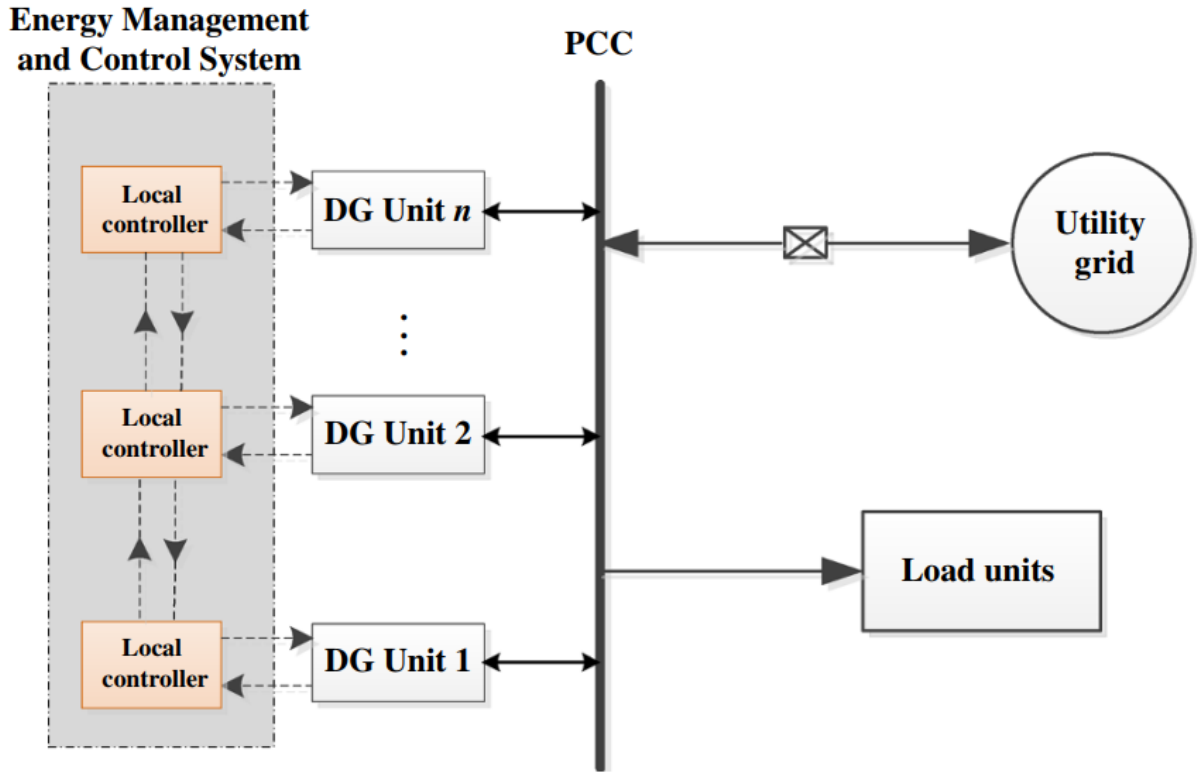 Energy Management
and Control System
PCC
Local
controller
DG Unit n
Utility
grid
Local
controller
DG Unit 2
Load units
Local
controller
DG Unit 1